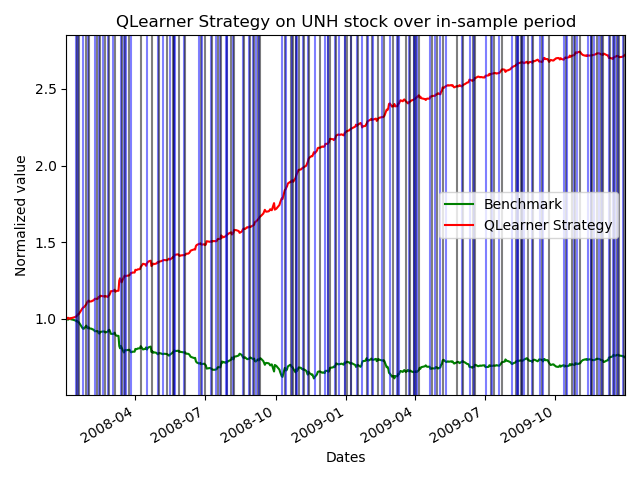 QLearner Strategy on UNH stock over in-sample period
Normalized value
2.5
2.0
1.5
1.0
Benchmark
QLearner Strategy
2008-04
2008-07
2008-10
2009-01
2009-04
2009-07
2009-10
Dates